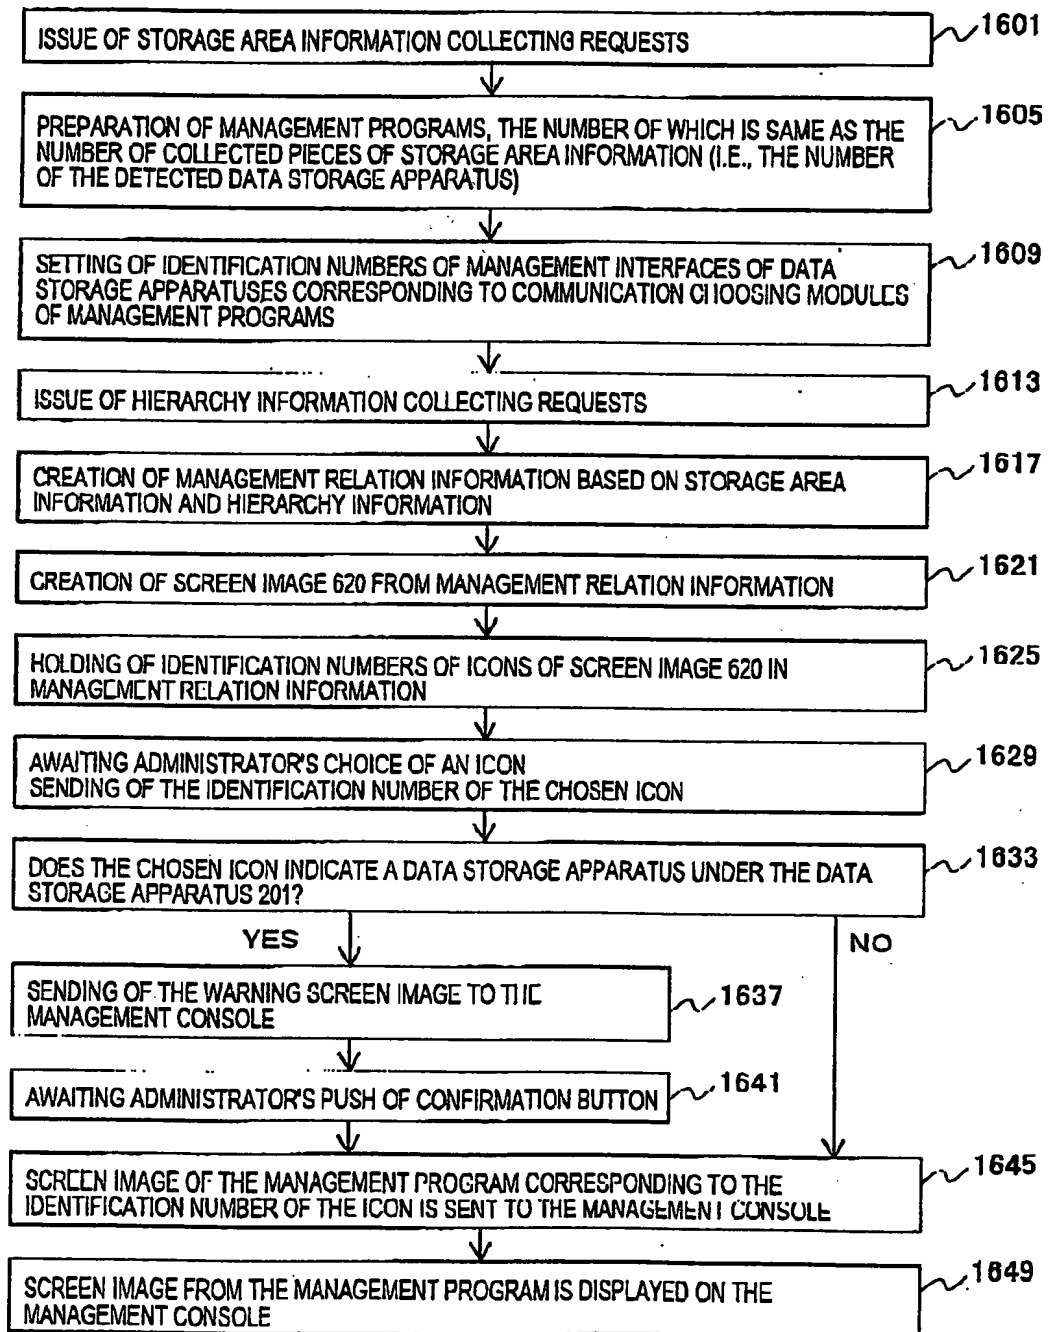 ISSUE OF STORAGE AREA INFORMATION COLLECTING REQUESTS
1601
PREPARATION OF MANAGEMENT PROGRAMS, THE NUMBER OF WHICH IS SAME AS THE
NUMBER OF COLLECTED PIECES OF STORAGE AREA INFORMATION (I.E., THE NUMBER
OF THE DETECTED DATA STORAGE APPARATUS)
1605
SETTING OF IDENTIFICATION NUMBERS OF MANAGEMENT INTERFACES OF DATA
STORAGE APPARATUSES CORRESPONDING TO COMMUNICATION CHOOSING MODULES
OF MANAGEMENT PROGRAMS
1609
ISSUE OF HIERARCHY INFORMATION COLLECTING REQUESTS
1613
CREATION OF MANAGEMENT RELATION INFORMATION BASED ON STORAGE AREA
INFORMATION AND HIERARCHY INFORMATION
1617
CREATION OF SCREEN IMAGE 620 FROM MANAGEMENT RELATION INFORMATION
1621
HOLDING OF IDENTIFICATION NUMBERS OF ICONS OF SCREEN IMAGE 620 IN
MANAGEMENT RELATION INFORMATION
1625
AWAITING ADMINISTRATOR'S CHOICE OF AN ICON
SENDING OF THE IDENTIFICATION NUMBER OF THE CHOSEN ICON
1629
DOES THE CHOSEN ICON INDICATE A DATA STORAGE APPARATUS UNDER THE DATA
STORAGE APPARATUS 201?
1633
YES
NO
SENDING OF THE WARNING SCREEN IMAGE TO THE
MANAGEMENT CONSOLE
1637
AWAITING ADMINISTRATOR'S PUSH OF CONFIRMATION BUTTON
1641
SCREEN IMAGE OF THE MANAGEMENT PROGRAM CORRESPONDING TO THE
IDENTIFICATION NUMBER OF THE ICON IS SENT TO THE MANAGEMENT CONSOLE
1645
SCREEN IMAGE FROM THE MANAGEMENT PROGRAM IS DISPLAYED ON THE
MANAGEMENT CONSOLE
1649